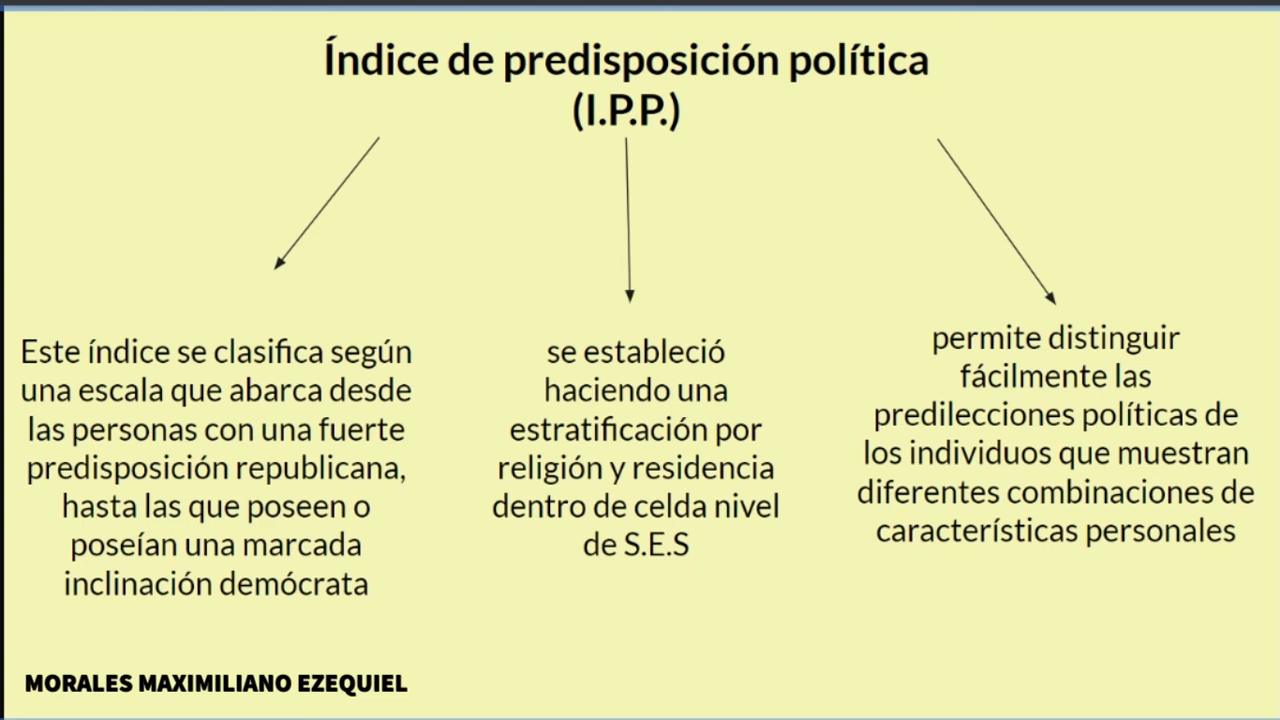 Índice de predisposición política
(I.P.P.)
Este índice se clasifica según
una escala que abarca desde
las personas con una fuerte
predisposición republicana,
hasta las que poseen o
poseían una marcada
inclinación demócrata
se estableció
haciendo una
estratificación por
religión y residencia
dentro de celda nivel
de S.E.S
permite distinguir
fácilmente las
predilecciones políticas de
los individuos que muestran
diferentes combinaciones de
características personales
MORALES MAXIMILIANO EZEQUIEL